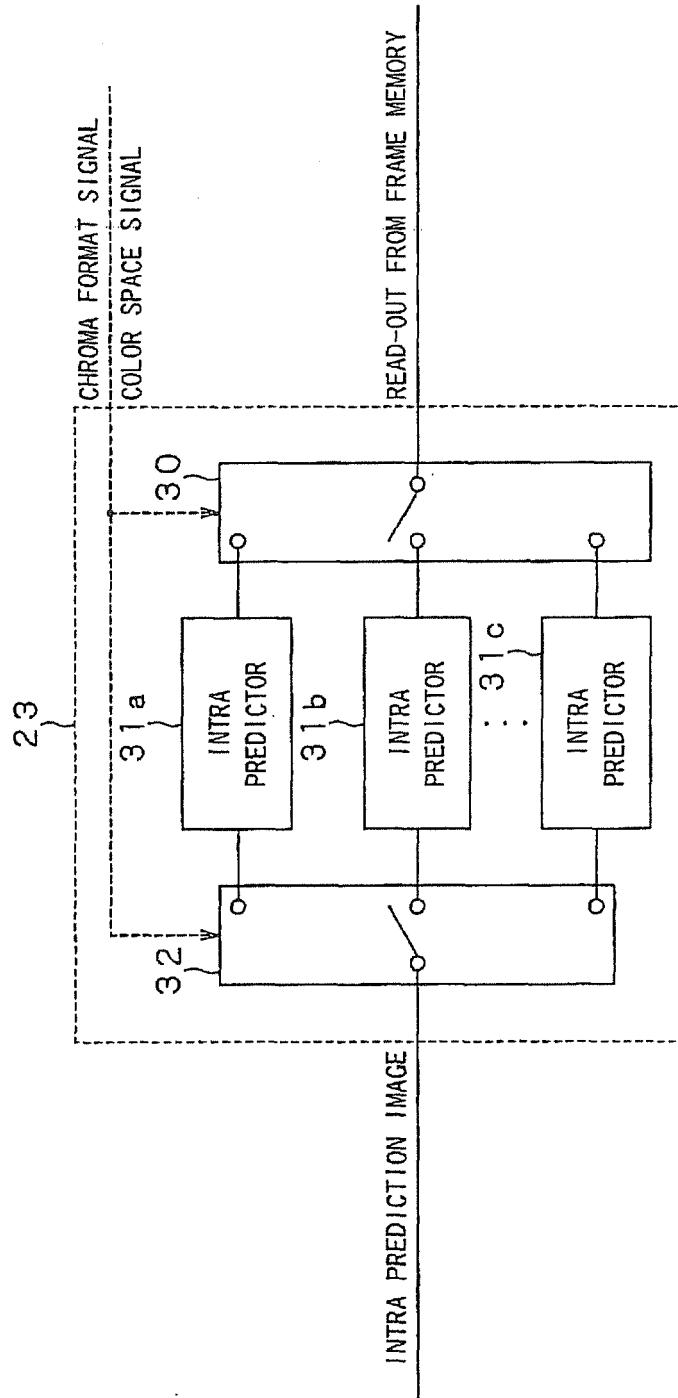 CHROMA FORMAT SIGNAL
COLOR SPACE SIGNAL
READ-OUT FROM FRAME MEMORY
23
30
31a
INTRA
PREDICTOR
31b
INTRA
PREDICTOR
31c
INTRA
PREDICTOR
32
INTRA PREDICTION IMAGE